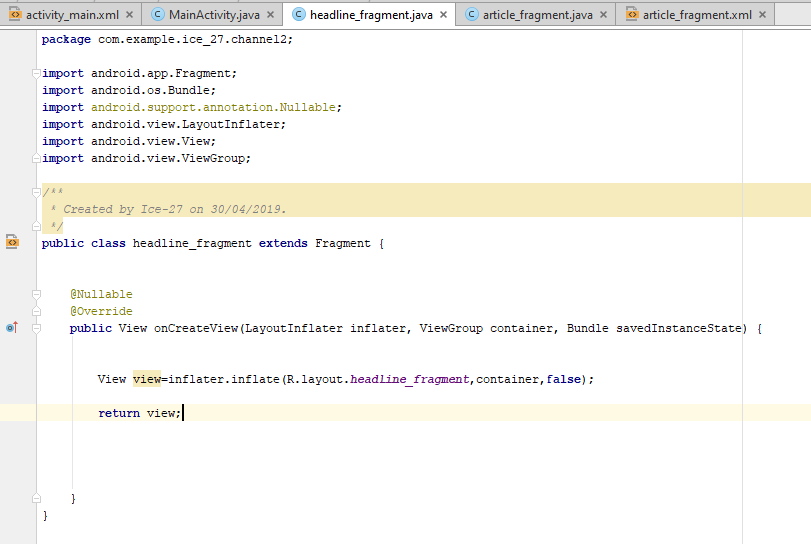 activity_main.xml × MainActivity.java × headline_fragment.java × article_fragment.java × article_fragment.xml ×
package com.example.ice_27.channel2;
import android.app.Fragment;
import android.os.Bundle;
import android.support.annotation.Nullable;
import android.view.LayoutInflater;
import android.view.View;
import android.view.ViewGroup;
/**
* Created by Ice-27 on 30/04/2019.
*/
public class headline_fragment extends Fragment {
@Nullable
@Override
public View onCreateView(LayoutInflater inflater, ViewGroup container, Bundle savedInstanceState) {
View view=inflater.inflate(R.layout.headline_fragment,container,false);
return view;
}
}